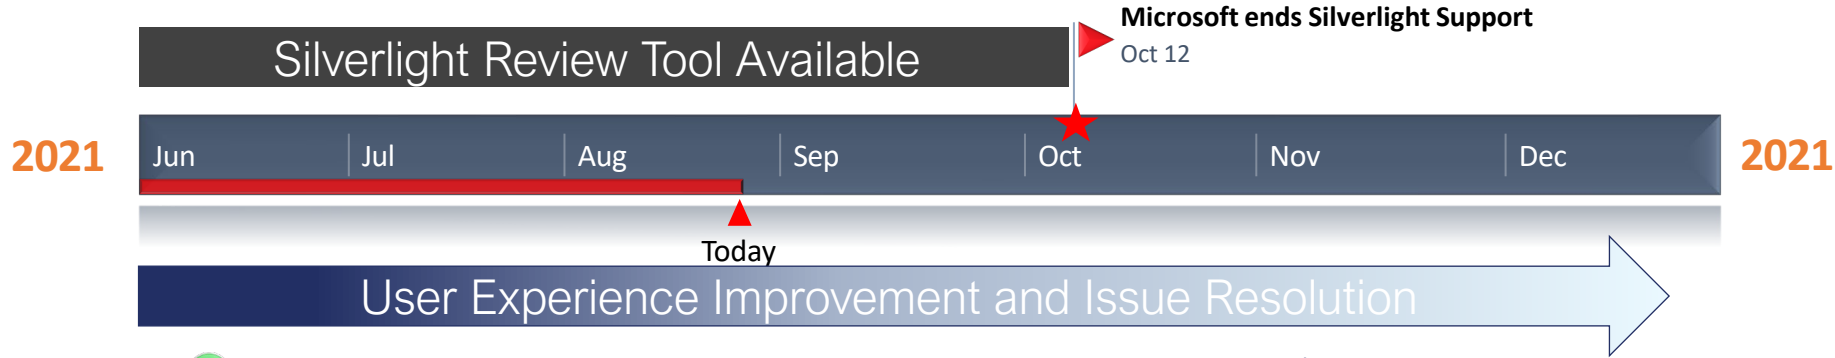 Microsoft ends Silverlight Support
Oct 12
Silverlight Review Tool Available
2021
Jun
Jul
Aug
Sep
Oct
Nov
Dec
2021
Today
User Experience Improvement and Issue Resolution